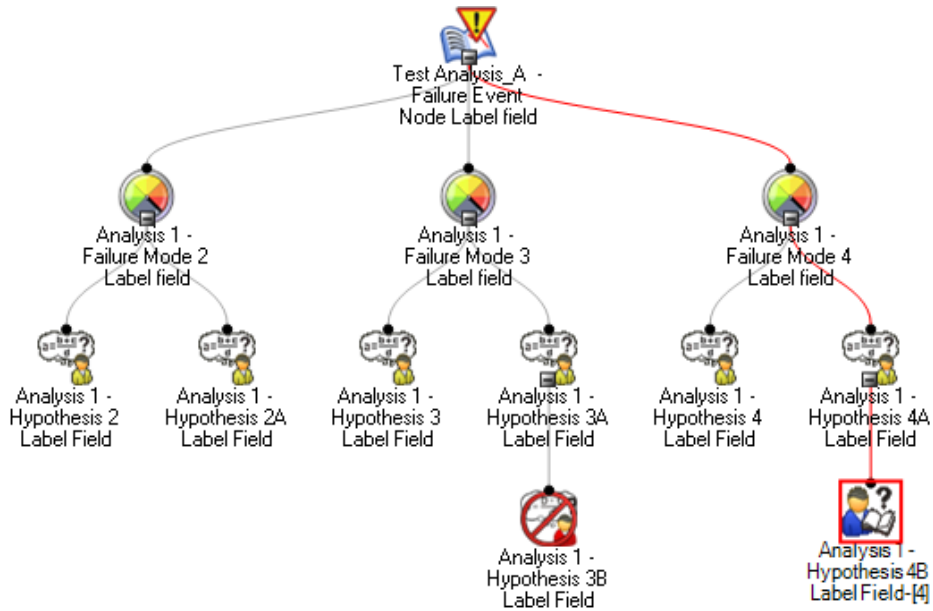 Test Analysis_A -
Failure Event
Node Label field
Analysis 1 -
Failure Mode 2
Label field
Analysis 1 -
Failure Mode 3
Label field
Analysis 1 -
Failure Mode 4
Label field
Analysis 1 -
Hypothesis 2
Label Field
Analysis 1 -
Hypothesis 2A
Label Field
Analysis 1 -
Hypothesis 3
Label Field
Analysis 1 -
Hypothesis 3A
Label Field
Analysis 1 -
Hypothesis 4
Label Field
Analysis 1 -
Hypothesis 4A
Label Field
Analysis 1 -
Hypothesis 3B
Label Field
Analysis 1 -
Hypothesis 4B
Label Field-[4]